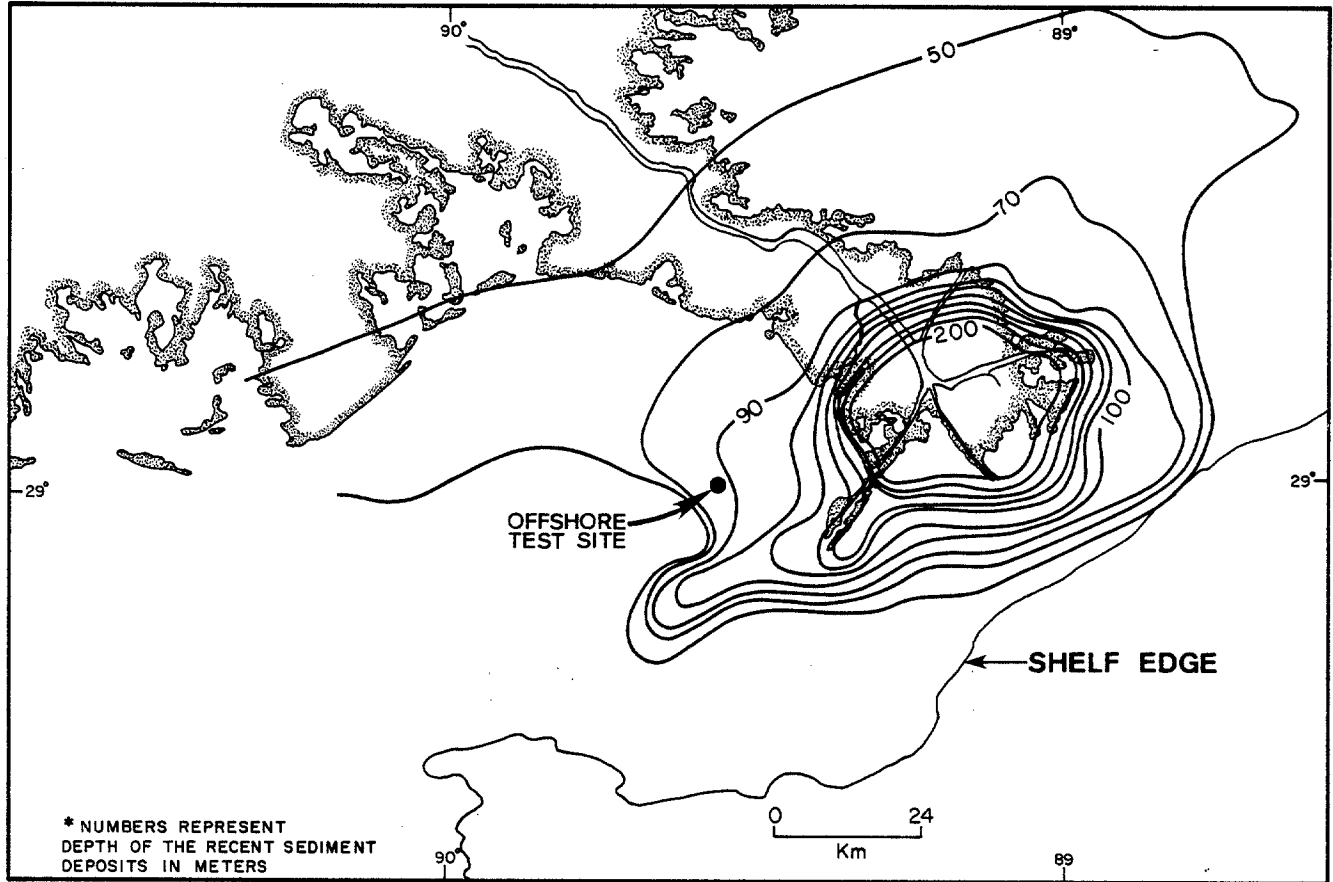 90°
89°
50
70
200
90
100
29°
29°
OFFSHORE
TEST SITE
SHELF EDGE
0 24
Km
* NUMBERS REPRESENT
DEPTH OF THE RECENT SEDIMENT
DEPOSITS IN METERS
90°
89